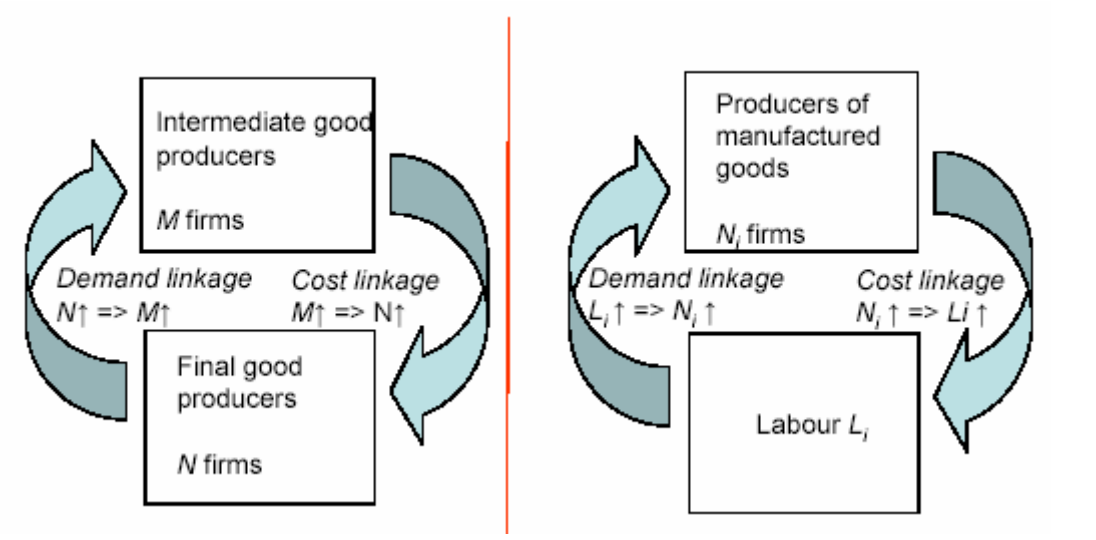 Intermediate good
producers
M firms
Demand linkage
N↑ => M↑
Cost linkage
M↑ => N↑
Final good
producers
N firms
Producers of
manufactured
goods
Nᵢ firms
Demand linkage
Lᵢ ↑ => Nᵢ ↑
Cost linkage
Nᵢ ↑ => Li ↑
Labour Lᵢ